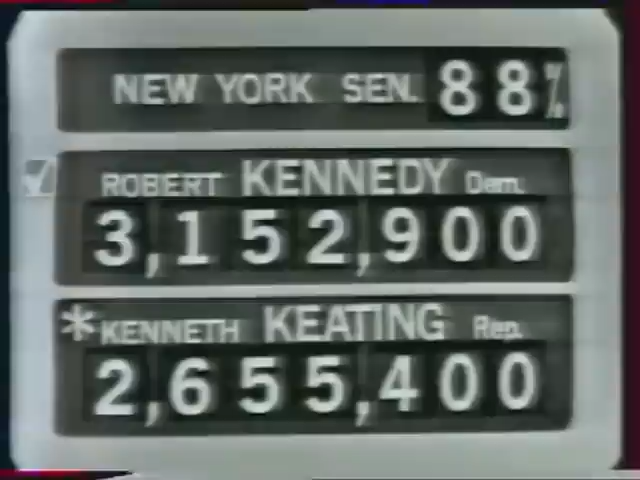 NEW YORK SEN. 88%
ROBERT KENNEDY Dem.
3,152,900
*KENNETH KEATING Rep.
2,655,400